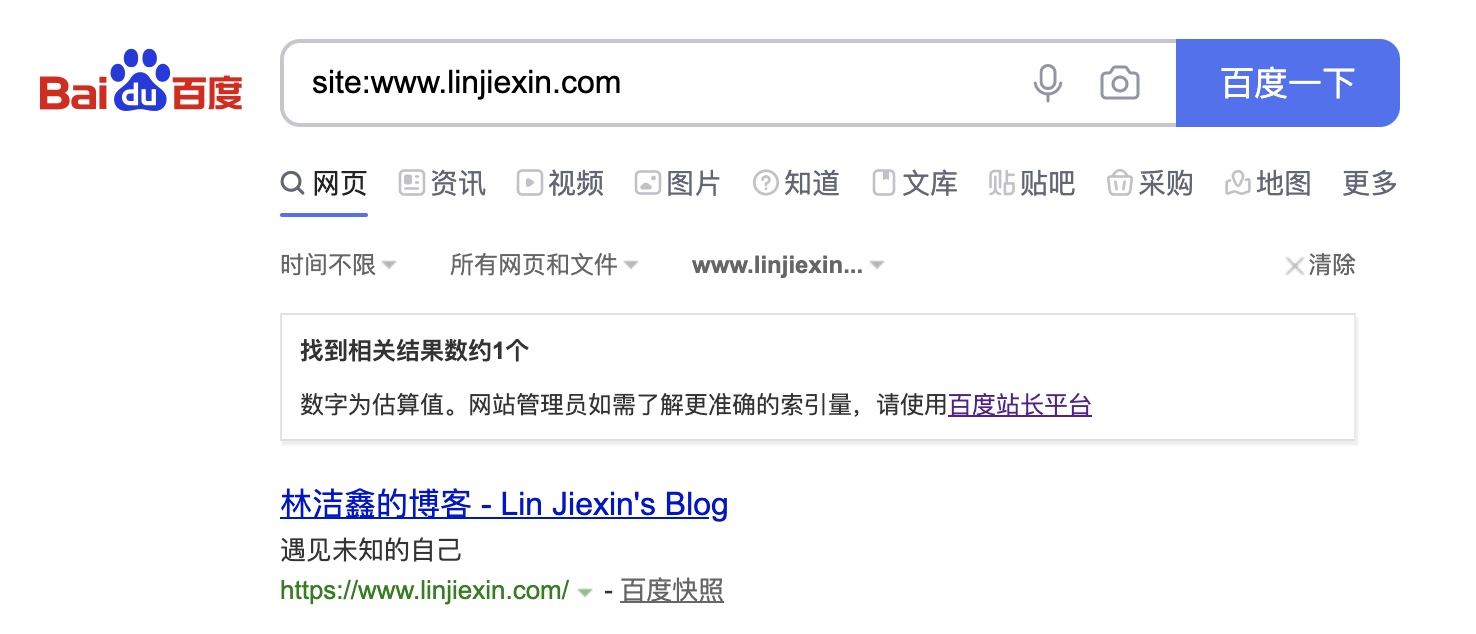 Bai du 百度 site:www.linjiexin.com 百度一下
网页 资讯 视频 图片 知道 文库 贴 贴吧 采购 地图 更多
时间不限 所有网页和文件 www.linjiexin... 清除
找到相关结果数约1个
数字为估算值。网站管理员如需了解更准确的索引量，请使用百度站长平台
林洁鑫的博客 - Lin Jiexin's Blog
遇见未知的自己
https://www.linjiexin.com/ - 百度快照